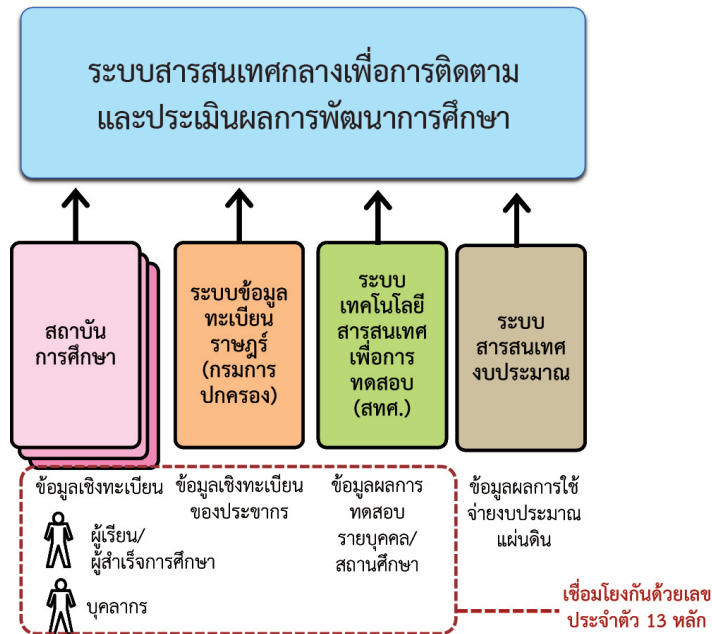 ระบบสารสนเทศกลางเพื่อการติดตาม
และประเมินผลการพัฒนาการศึกษา
สถาบัน
การศึกษา
ระบบข้อมูล
ทะเบียน
ราษฎร์
(กรมการ
ปกครอง)
ระบบ
เทคโนโลยี
สารสนเทศ
เพื่อการ
ทดสอบ
(สทศ.)
ระบบ
สารสนเทศ
งบประมาณ
ข้อมูลเชิงทะเบียน
ผู้เรียน/
ผู้สำเร็จการศึกษา
บุคลากร
ข้อมูลเชิงทะเบียน
ของประชากร
ข้อมูลผลการ
ทดสอบ
รายบุคคล/
สถานศึกษา
ข้อมูลผลการใช้
จ่ายงบประมาณ
แผ่นดิน
เชื่อมโยงกันด้วยเลข
ประจำตัว 13 หลัก